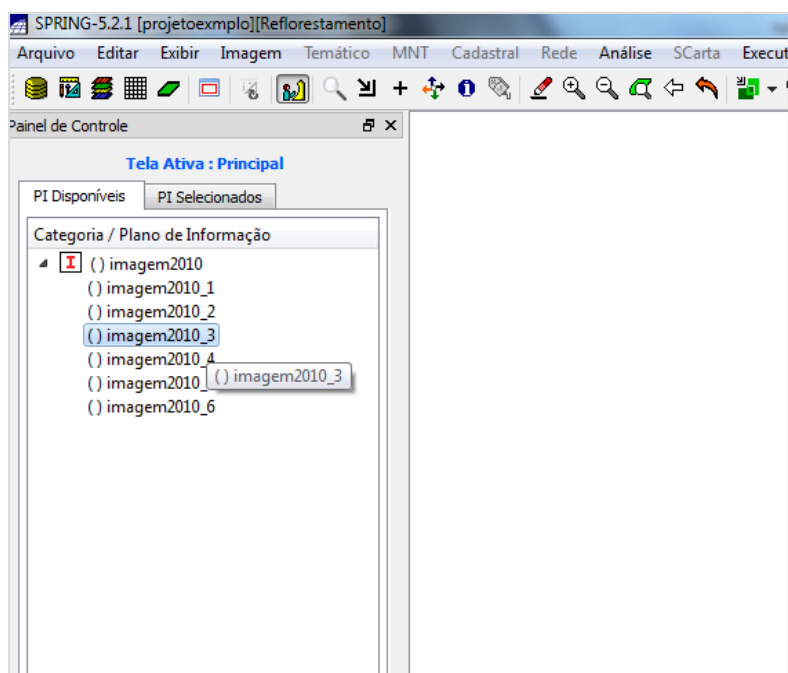 SPRING-5.2.1 [projetoexmplo][Reflorestamento]
Arquivo Editar Exibir Imagem Temático MNT Cadastral Rede Análise SCarta Execut
Painel de Controle
Tela Ativa : Principal
PI Disponíveis PI Selecionados
Categoria / Plano de Informação
I () imagem2010
() imagem2010_1
() imagem2010_2
() imagem2010_3
() imagem2010_4
() imagem2010_
() imagem2010_3
() imagem2010_6